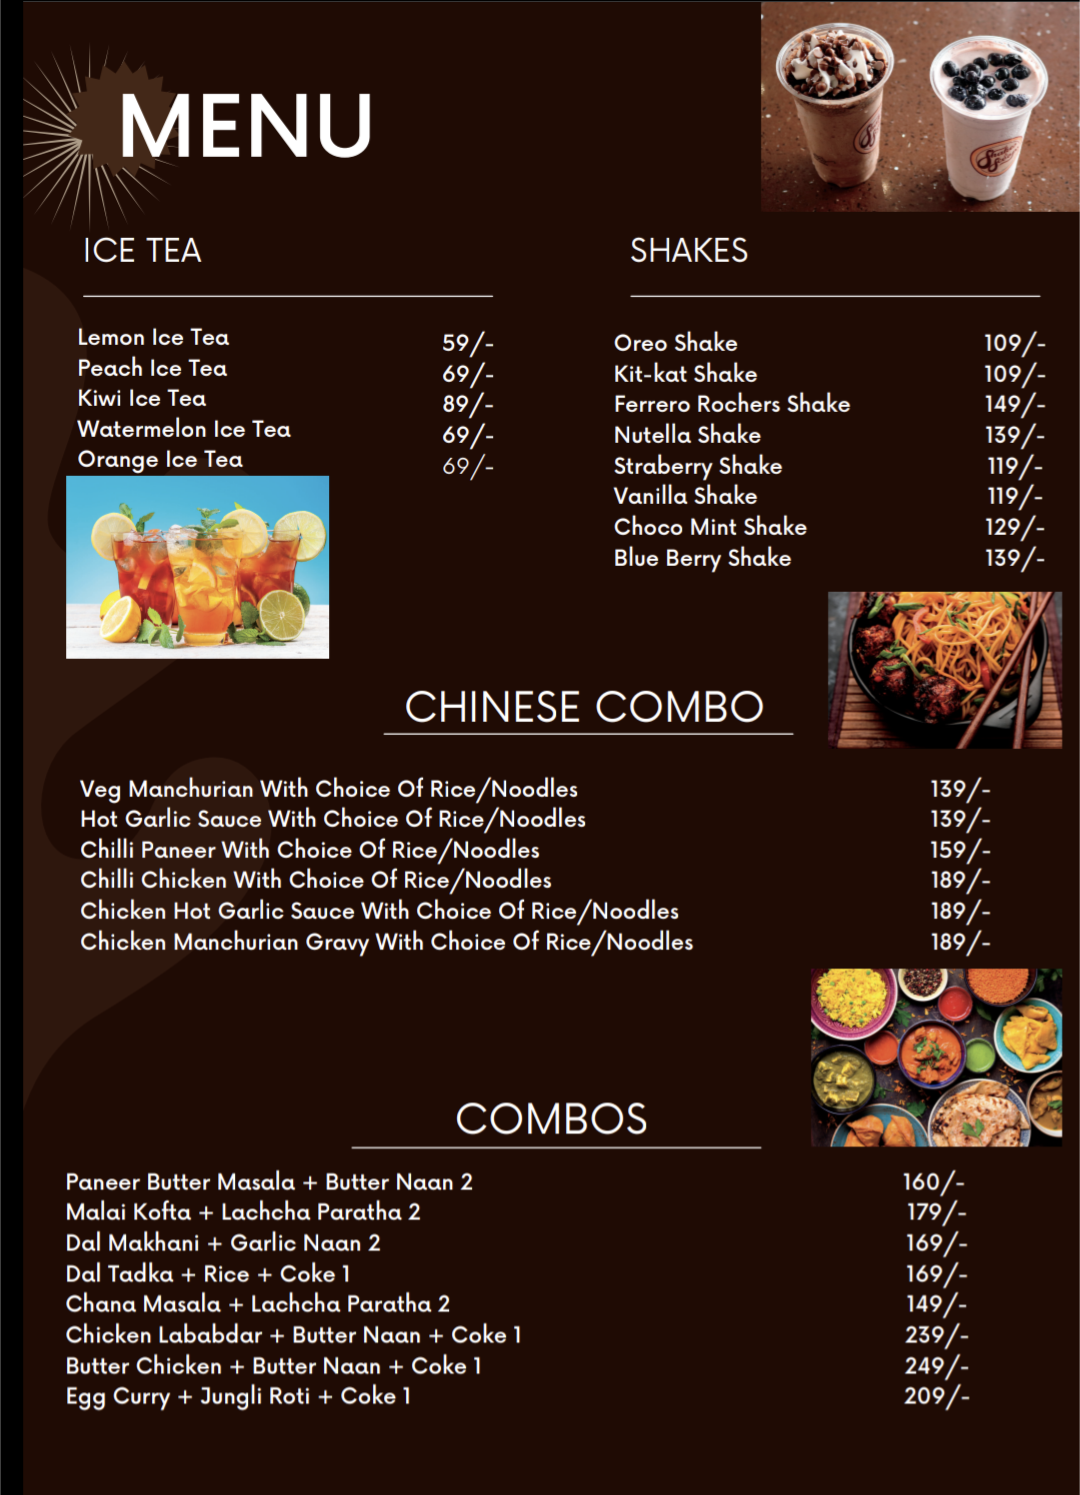 MENU
ICE TEA
Lemon Ice Tea 59/-
Peach Ice Tea 69/-
Kiwi Ice Tea 89/-
Watermelon Ice Tea 69/-
Orange Ice Tea 69/-
SHAKES
Oreo Shake 109/-
Kit-kat Shake 109/-
Ferrero Rochers Shake 149/-
Nutella Shake 139/-
Straberry Shake 119/-
Vanilla Shake 119/-
Choco Mint Shake 129/-
Blue Berry Shake 139/-
CHINESE COMBO
Veg Manchurian With Choice Of Rice/Noodles 139/-
Hot Garlic Sauce With Choice Of Rice/Noodles 139/-
Chilli Paneer With Choice Of Rice/Noodles 159/-
Chilli Chicken With Choice Of Rice/Noodles 189/-
Chicken Hot Garlic Sauce With Choice Of Rice/Noodles 189/-
Chicken Manchurian Gravy With Choice Of Rice/Noodles 189/-
COMBOS
Paneer Butter Masala + Butter Naan 2 160/-
Malai Kofta + Lachcha Paratha 2 179/-
Dal Makhani + Garlic Naan 2 169/-
Dal Tadka + Rice + Coke 1 169/-
Chana Masala + Lachcha Paratha 2 149/-
Chicken Lababdar + Butter Naan + Coke 1 239/-
Butter Chicken + Butter Naan + Coke 1 249/-
Egg Curry + Jungli Roti + Coke 1 209/-